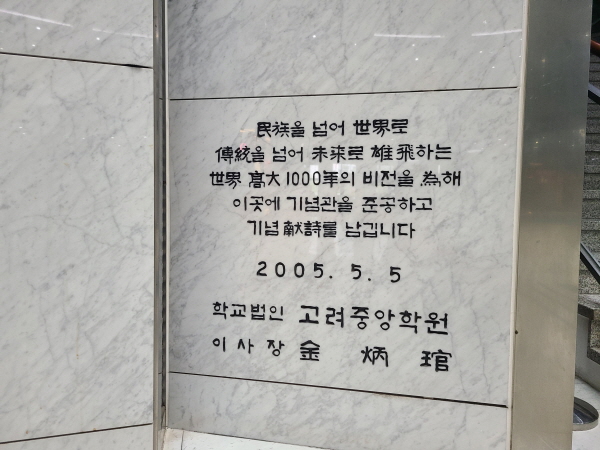 民族을 넘어 世界로
傳統을 넘어 未來로 雄飛하는
世界 高大 1000年의 비전을 為해
이곳에 기념관을 준공하고
기념 献詩를 남깁니다
2005. 5. 5
학교법인 고려중앙학원
이사장 金 炳 琯